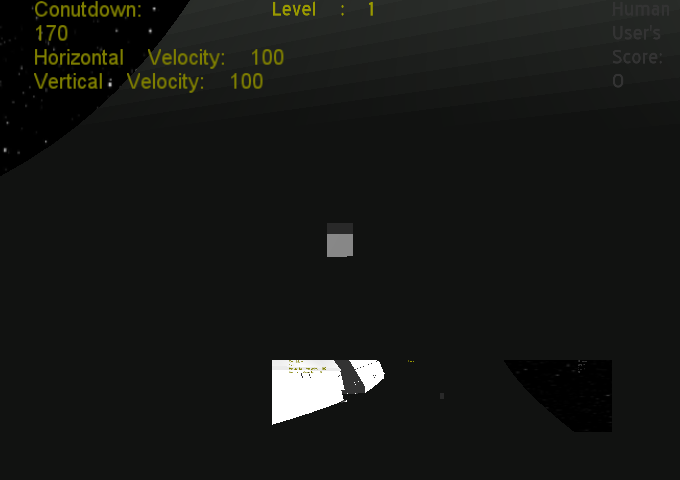 Conutdown:
170
Horizontal Velocity: 100
Vertical Velocity: 100
Level : 1
Human
User's
Score:
0